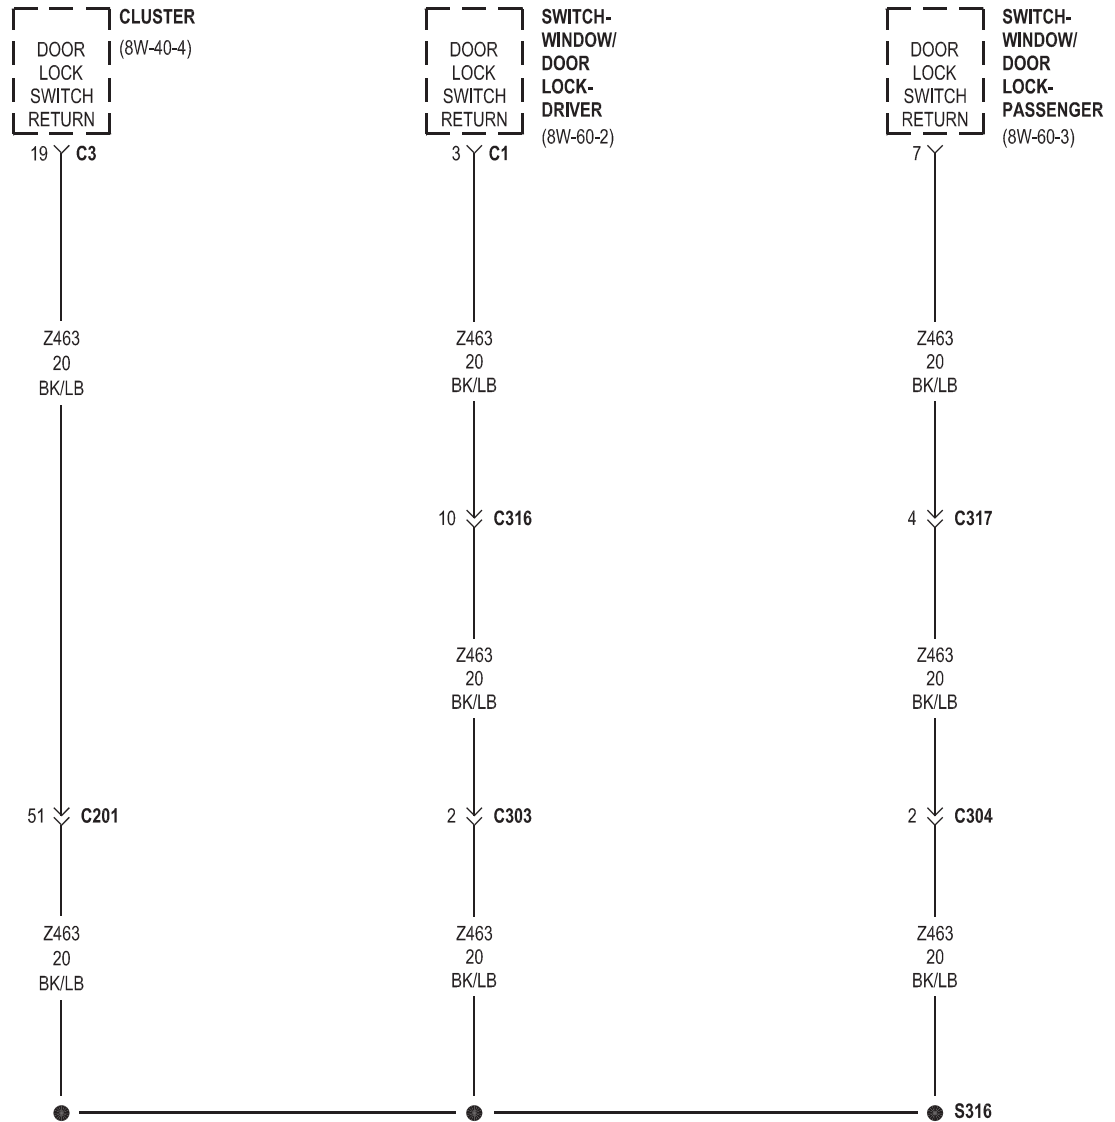 CLUSTER
(8W-40-4)
DOOR
LOCK
SWITCH
RETURN
19
C3
Z463
20
BK/LB
51
C201
Z463
20
BK/LB
SWITCH-
WINDOW/
DOOR
LOCK-
DRIVER
(8W-60-2)
DOOR
LOCK
SWITCH
RETURN
3
C1
Z463
20
BK/LB
10
C316
Z463
20
BK/LB
2
C303
Z463
20
BK/LB
SWITCH-
WINDOW/
DOOR
LOCK-
PASSENGER
(8W-60-3)
DOOR
LOCK
SWITCH
RETURN
7
Z463
20
BK/LB
4
C317
Z463
20
BK/LB
2
C304
Z463
20
BK/LB
S316